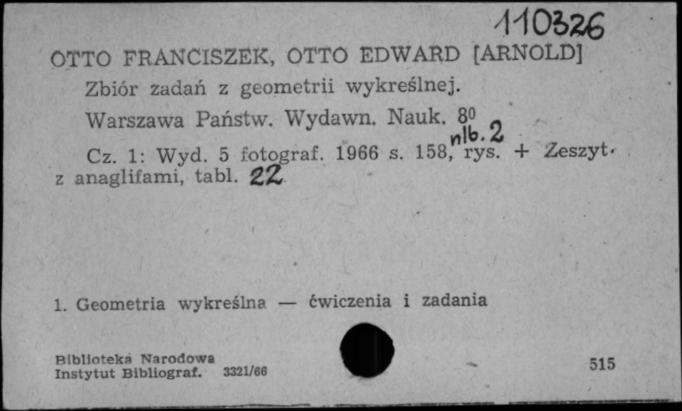 110326
OTTO FRANCISZEK, OTTO EDWARD [ARNOLD]
Zbiór zadań z geometrii wykreślnej.
Warszawa Państw. Wydawn. Nauk. 8⁰
Cz. 1: Wyd. 5 fotograf. 1966 s. 158, nlb. 2 rys. + Zeszyt
z anaglifami, tabl. 22
1. Geometria wykreślna — ćwiczenia i zadania
Biblioteka Narodowa
Instytut Bibliograf. 3321/66
515